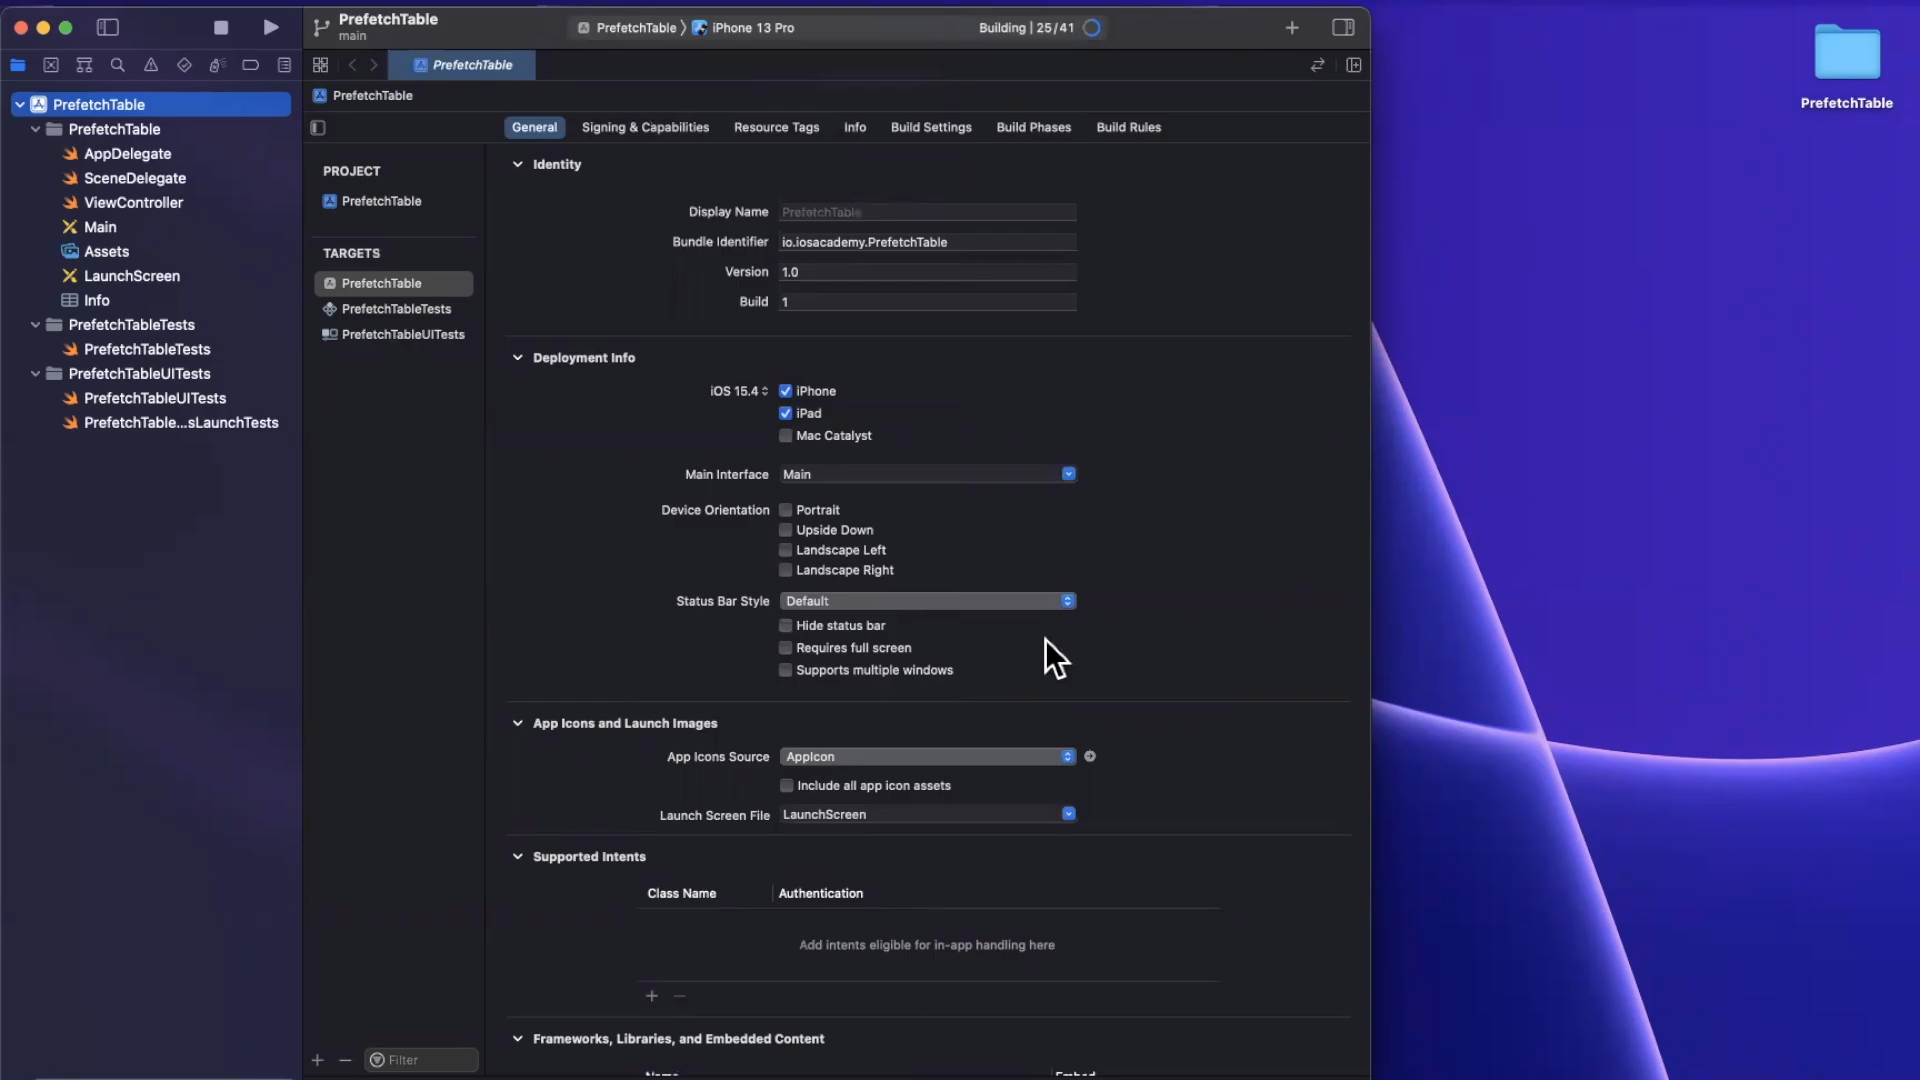 PrefetchTable
main
PrefetchTable
iPhone 13 Pro
Building | 25/41
PrefetchTable
PrefetchTable
PrefetchTable
AppDelegate
SceneDelegate
ViewController
Main
Assets
LaunchScreen
Info
PrefetchTableTests
PrefetchTableTests
PrefetchTableUITests
PrefetchTableUITests
PrefetchTable...sLaunchTests
PrefetchTable
PrefetchTable
General
Signing & Capabilities
Resource Tags
Info
Build Settings
Build Phases
Build Rules
PROJECT
PrefetchTable
TARGETS
PrefetchTable
PrefetchTableTests
PrefetchTableUITests
Identity
Display Name PrefetchTable
Bundle Identifier io.iosacademy.PrefetchTable
Version 1.0
Build 1
Deployment Info
iOS 15.4 iPhone
iPad
Mac Catalyst
Main Interface Main
Device Orientation Portrait
Upside Down
Landscape Left
Landscape Right
Status Bar Style Default
Hide status bar
Requires full screen
Supports multiple windows
App Icons and Launch Images
App Icons Source AppIcon
Include all app icon assets
Launch Screen File LaunchScreen
Supported Intents
Class Name Authentication
Add intents eligible for in-app handling here
Frameworks, Libraries, and Embedded Content
Name Embed
Filter
PrefetchTable